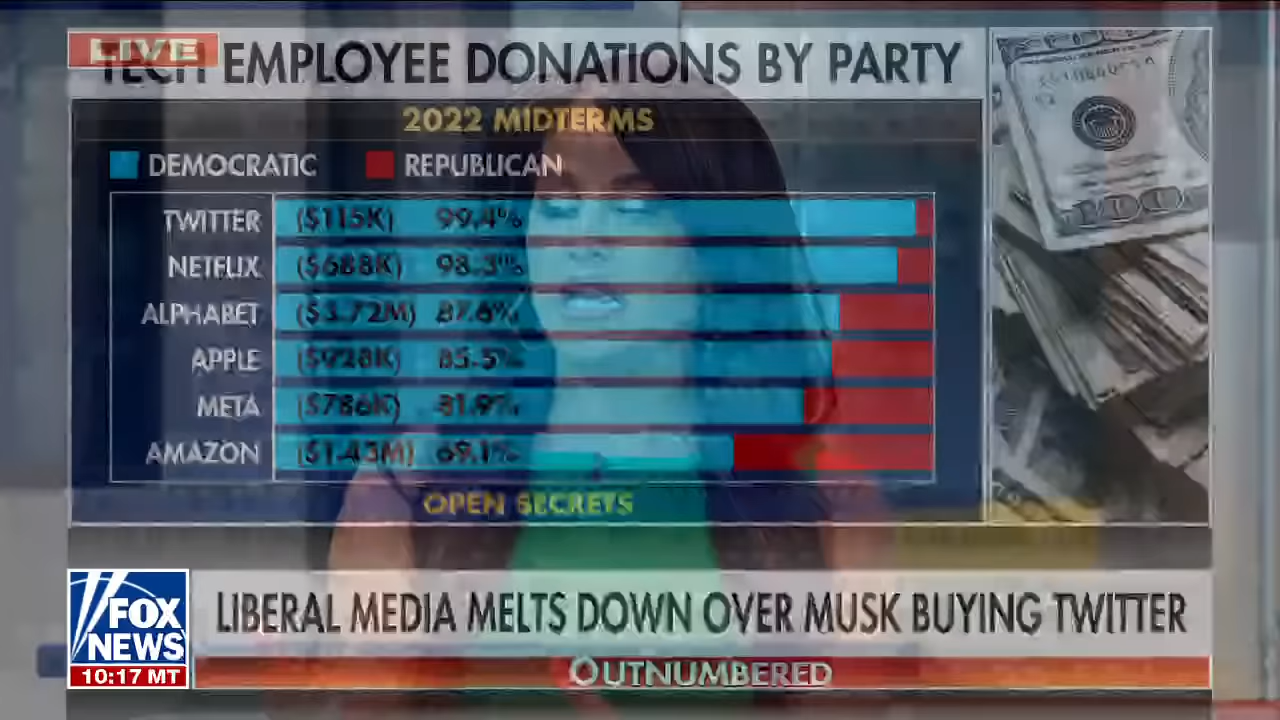 LIVE
TECH EMPLOYEE DONATIONS BY PARTY
2022 MIDTERMS
DEMOCRATIC REPUBLICAN
TWITTER ($115K) 99.4%
NETFLIX ($688K) 98.3%
ALPHABET ($3.72M) 87.6%
APPLE ($928K) 85.5%
META ($786K) 81.9%
AMAZON ($1.43M) 69.1%
OPEN SECRETS
100
FOX
NEWS
10:17 MT
LIBERAL MEDIA MELTS DOWN OVER MUSK BUYING TWITTER
OUTNUMBERED